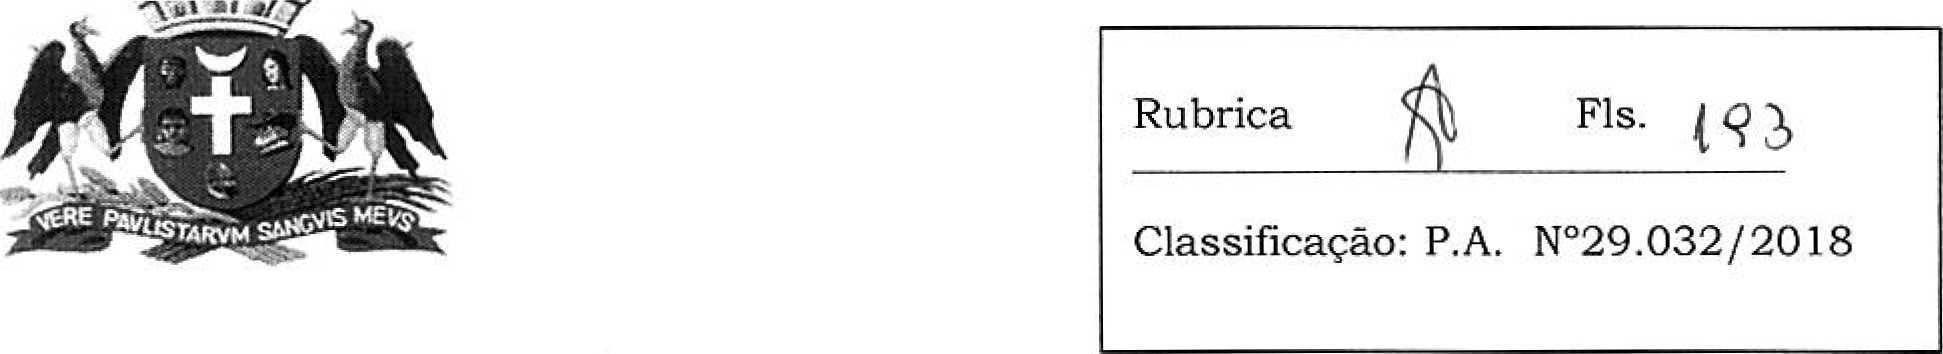 VERE PAVLISTARVM SANGVIS MEVS
Rubrica Fls. 193
Classificação: P.A. Nº29.032/2018